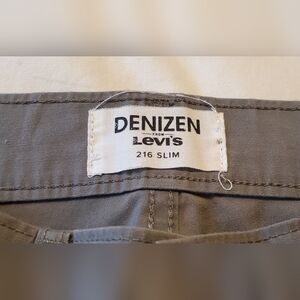 DENIZEN
FROM
Levi's
216 SLIM